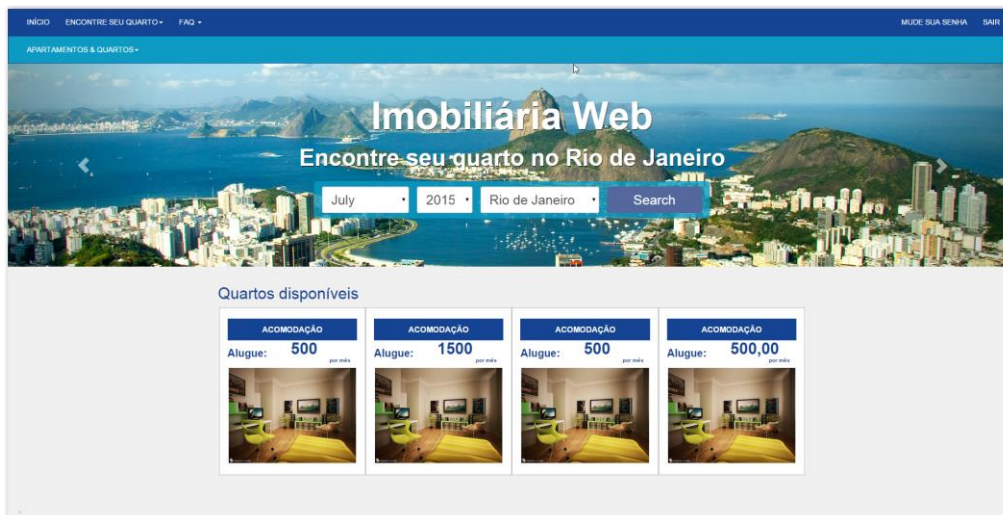 INÍCIO ENCONTRE SEU QUARTO FAQ MUDE SUA SENHA SAIR
APARTAMENTOS & QUARTOS
Imobiliária Web
Encontre seu quarto no Rio de Janeiro
July 2015 Rio de Janeiro Search
Quartos disponíveis
ACOMODAÇÃO ACOMODAÇÃO ACOMODAÇÃO ACOMODAÇÃO
Alugue: 500 por mês Alugue: 1500 por mês Alugue: 500 por mês Alugue: 500,00 por mês